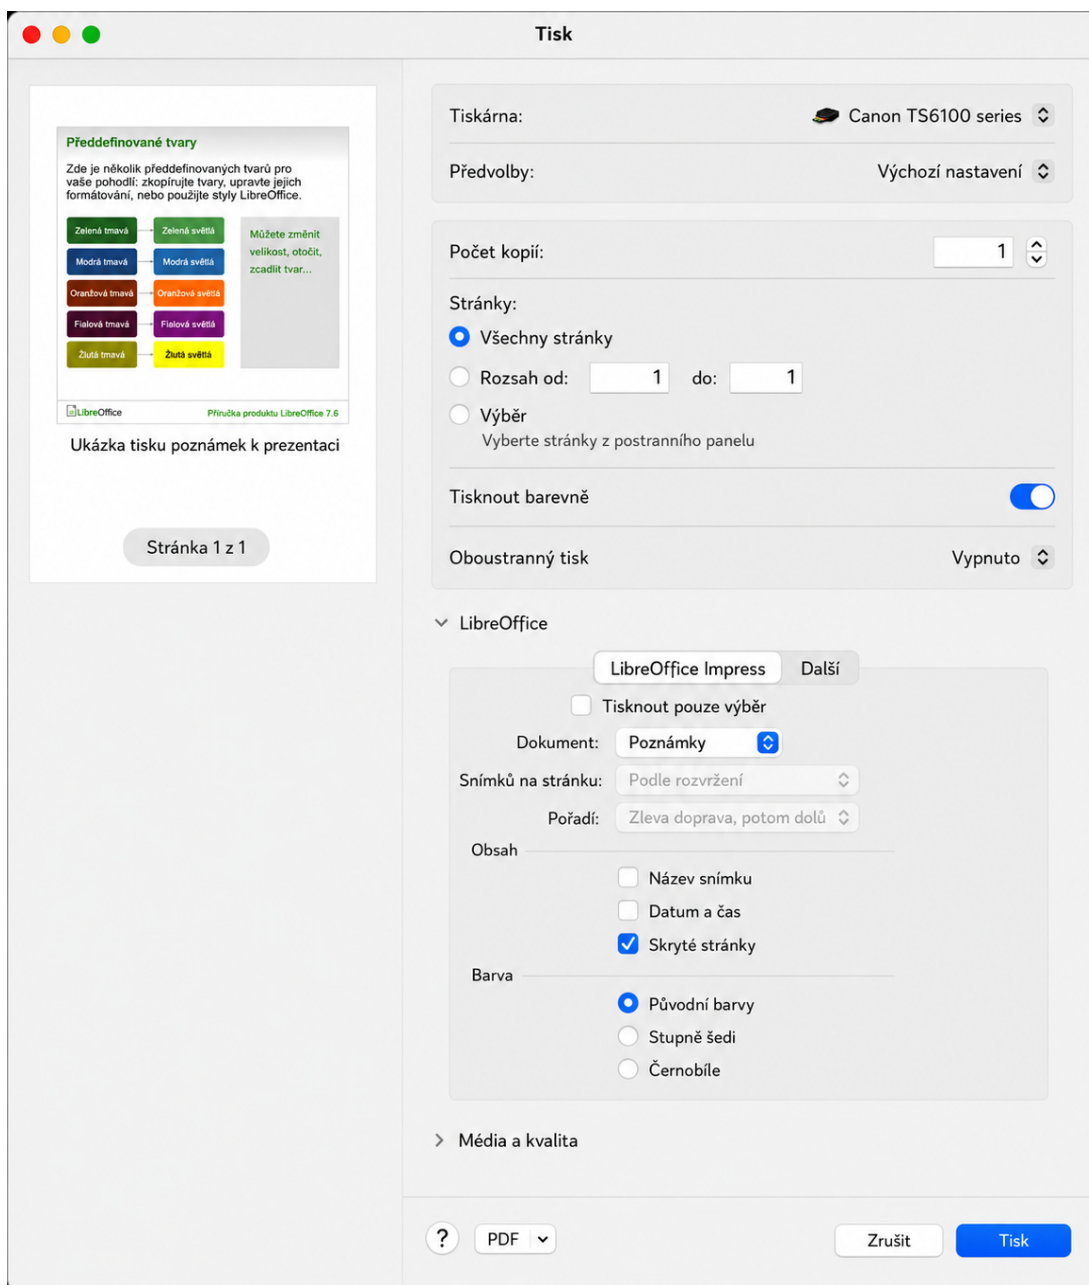 Tisk
Předdefinované tvary
Zde je několik předdefinovaných tvarů pro
vaše pohodlí: zkopírujte tvary, upravte jejich
formátování, nebo použijte styly LibreOffice.
Zelená tmavá Zelená světlá
Modrá tmavá Modrá světlá
Oranžová tmavá Oranžová světlá
Fialová tmavá Fialová světlá
Žlutá tmavá Žlutá světlá
Můžete změnit
velikost, otočit,
zcadlit tvar...
LibreOffice Příručka produktu LibreOffice 7.6
Ukázka tisku poznámek k prezentaci
Stránka 1 z 1
Tiskárna: Canon TS6100 series
Předvolby: Výchozí nastavení
Počet kopií: 1
Stránky:
Všechny stránky
Rozsah od: 1 do: 1
Výběr
Vyberte stránky z postranního panelu
Tisknout barevně
Oboustranný tisk Vypnuto
LibreOffice
LibreOffice Impress Další
Tisknout pouze výběr
Dokument: Poznámky
Snímků na stránku: Podle rozvržení
Pořadí: Zleva doprava, potom dolů
Obsah
Název snímku
Datum a čas
Skryté stránky
Barva
Původní barvy
Stupně šedi
Černobíle
Média a kvalita
? PDF Zrušit Tisk